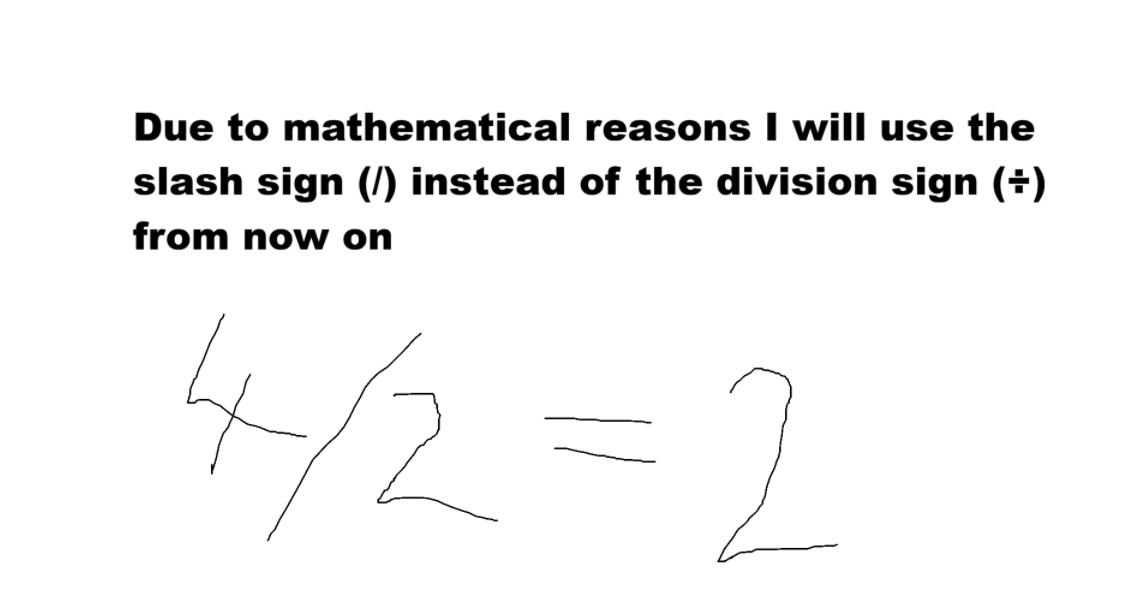 Due to mathematical reasons I will use the
slash sign (/) instead of the division sign (÷)
from now on
4/2=2